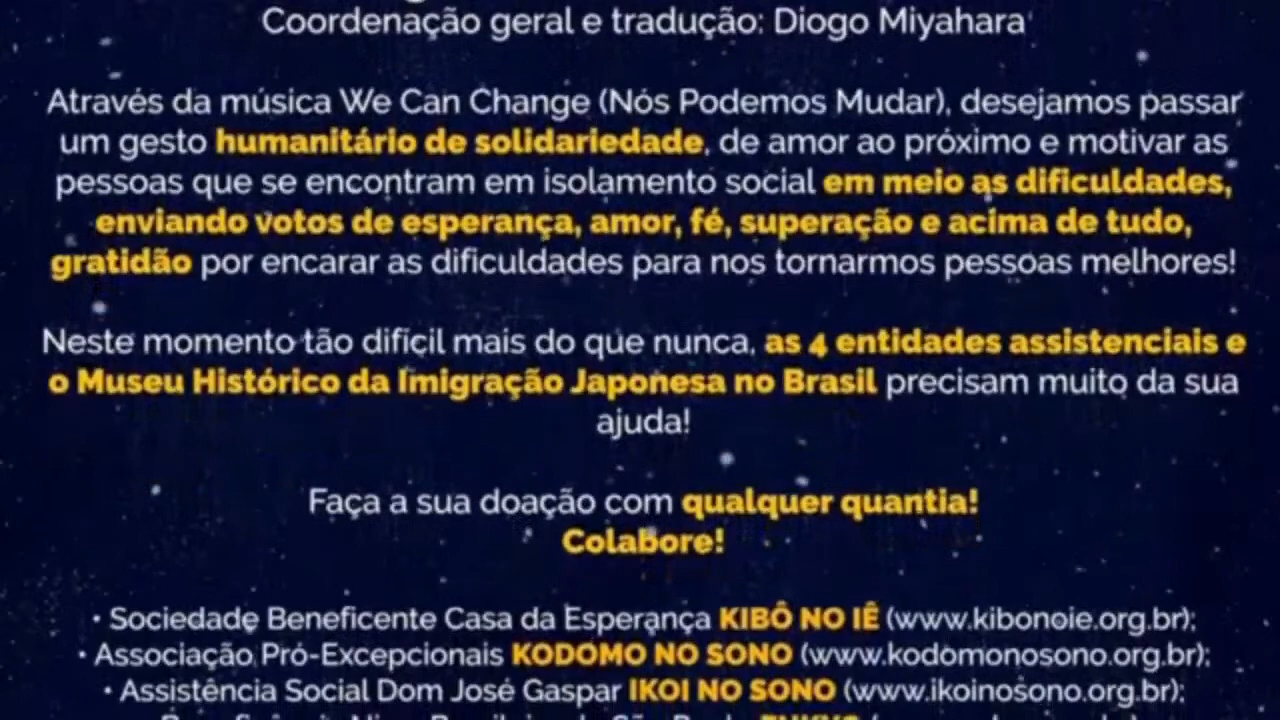 Coordenação geral e tradução: Diogo Miyahara
Através da música We Can Change (Nós Podemos Mudar), desejamos passar
um gesto humanitário de solidariedade, de amor ao próximo e motivar as
pessoas que se encontram em isolamento social em meio as dificuldades,
enviando votos de esperança, amor, fé, superação e acima de tudo,
gratidão por encarar as dificuldades para nos tornarmos pessoas melhores!
Neste momento tão difícil mais do que nunca, as 4 entidades assistenciais e
o Museu Histórico da Imigração Japonesa no Brasil precisam muito da sua
ajuda!
Faça a sua doação com qualquer quantia!
Colabore!
• Sociedade Beneficente Casa da Esperança KIBÔ NO IÊ (www.kibonoie.org.br);
• Associação Pró-Excepcionais KODOMO NO SONO (www.kodomonosono.org.br);
• Assistência Social Dom José Gaspar IKOI NO SONO (www.ikoinosono.org.br);